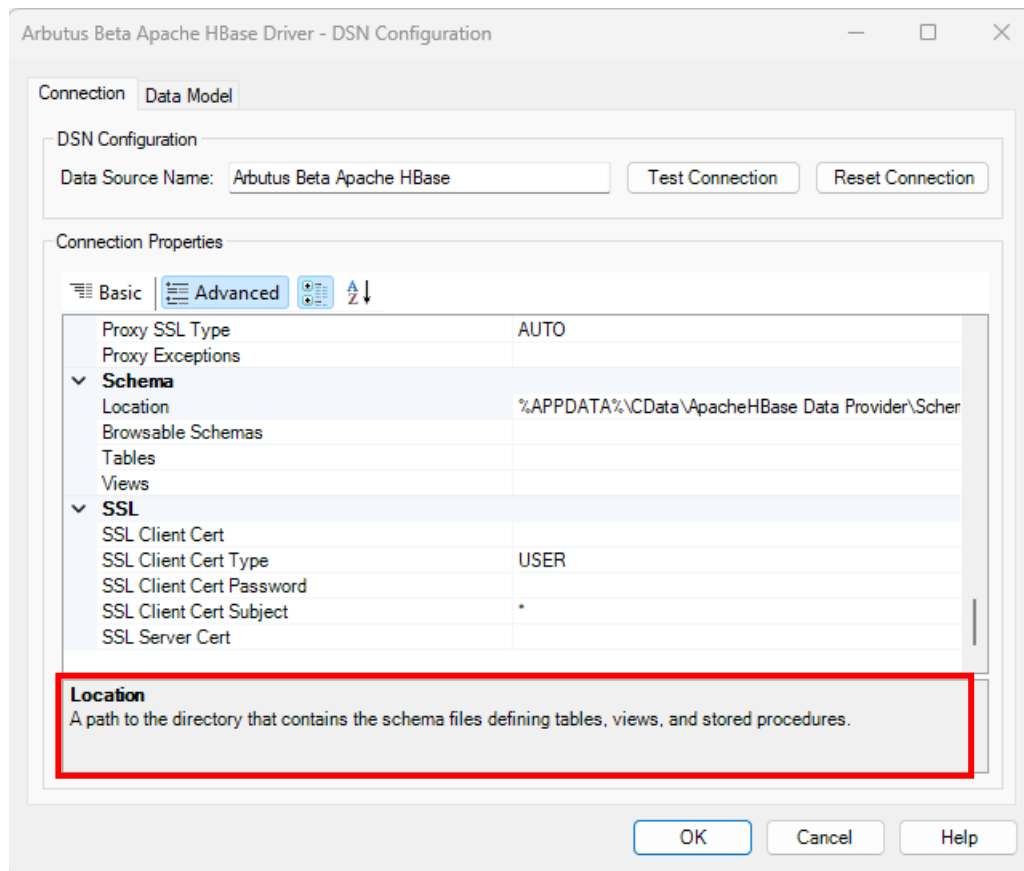 Arbutus Beta Apache HBase Driver - DSN Configuration
Connection Data Model
DSN Configuration
Data Source Name: Arbutus Beta Apache HBase Test Connection Reset Connection
Connection Properties
Basic Advanced
Proxy SSL Type AUTO
Proxy Exceptions
Schema
Location %APPDATA%\CData\ApacheHBase Data Provider\Schem
Browsable Schemas
Tables
Views
SSL
SSL Client Cert
SSL Client Cert Type USER
SSL Client Cert Password
SSL Client Cert Subject *
SSL Server Cert
Location
A path to the directory that contains the schema files defining tables, views, and stored procedures.
OK Cancel Help